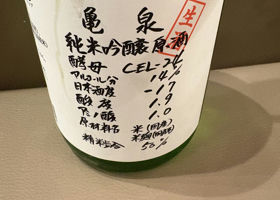 亀泉
生酒
純米吟醸原酒
酵母 CEL-24
アルコール分 14%
日本酒度 -17
酸度 1.9
アミノ酸 1.0
原材料名 米(国産)
米麹(国産米)
精米歩合 50%